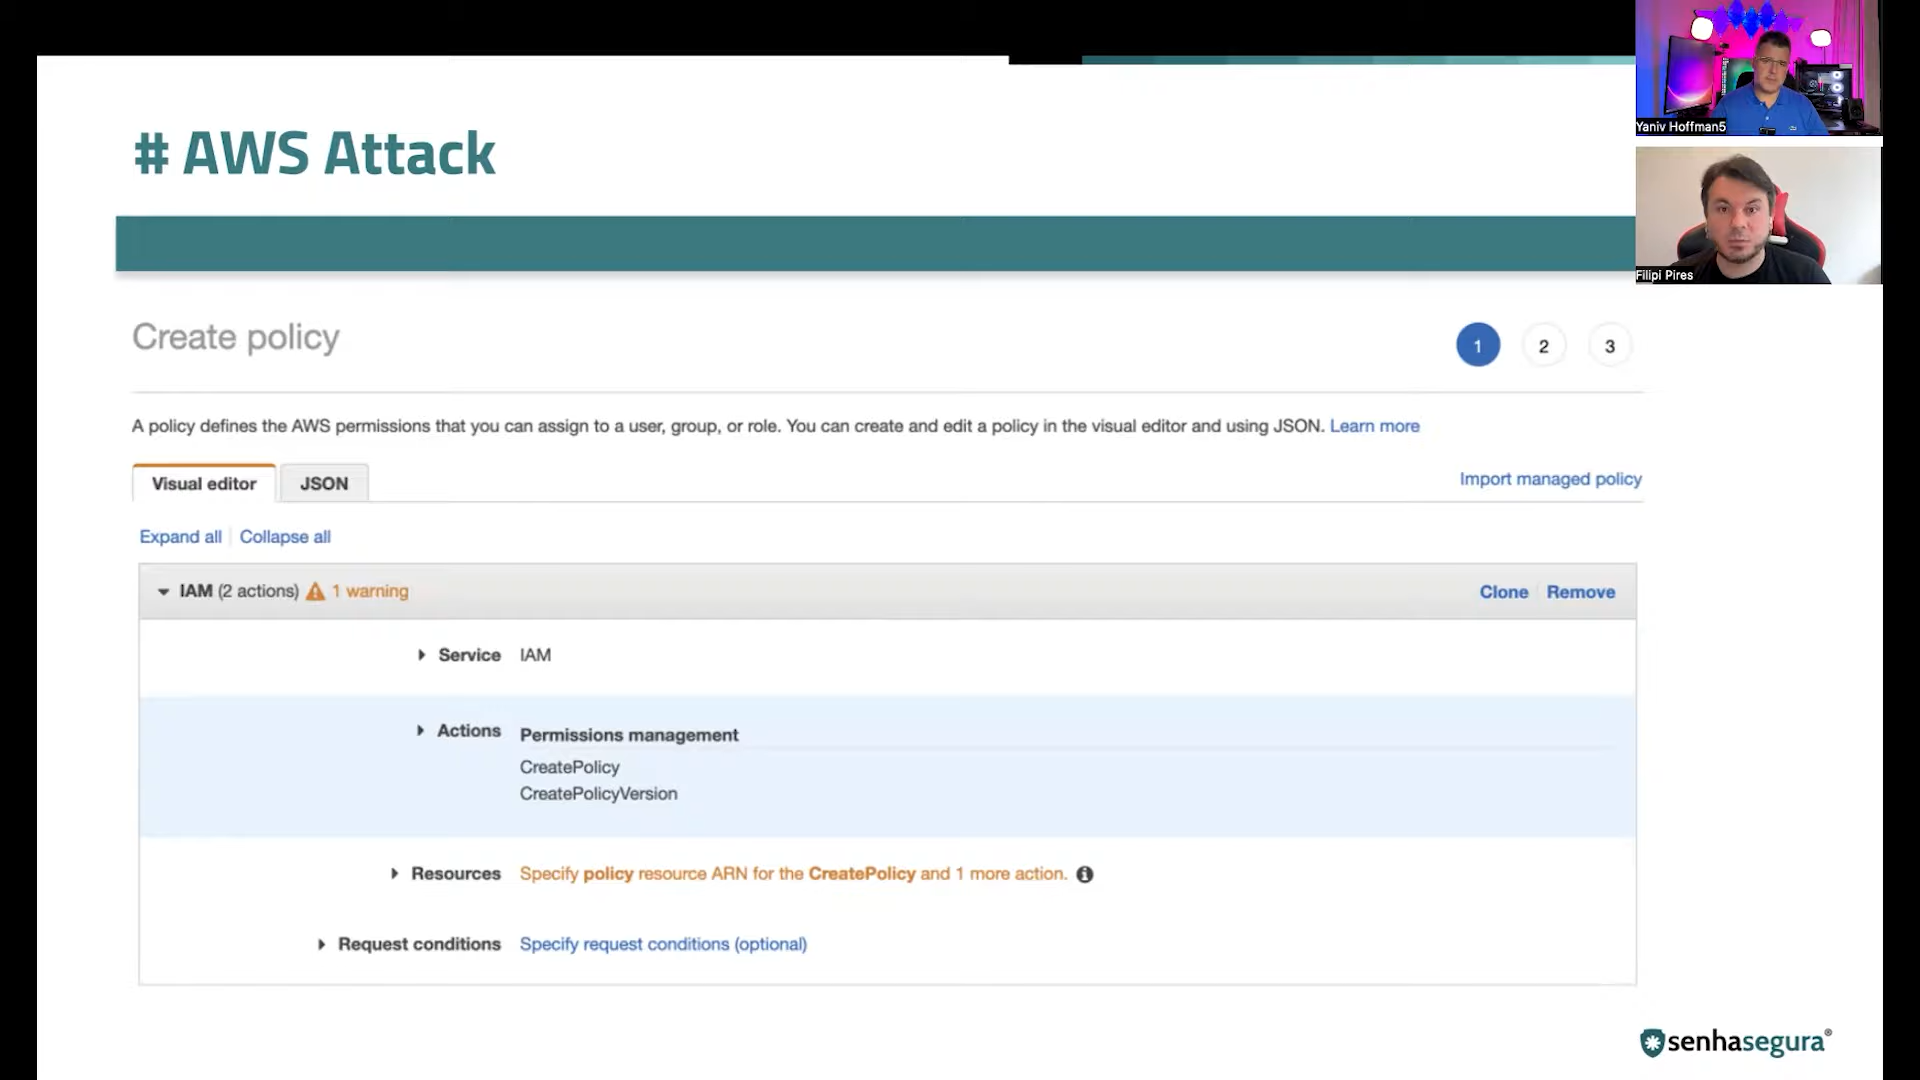 # AWS Attack
Yaniv Hoffman5
Filipi Pires
Create policy
1 2 3
A policy defines the AWS permissions that you can assign to a user, group, or role. You can create and edit a policy in the visual editor and using JSON. Learn more
Visual editor JSON
Import managed policy
Expand all Collapse all
IAM (2 actions) 1 warning Clone Remove
Service IAM
Actions Permissions management
CreatePolicy
CreatePolicyVersion
Resources Specify policy resource ARN for the CreatePolicy and 1 more action.
Request conditions Specify request conditions (optional)
senhasegura®